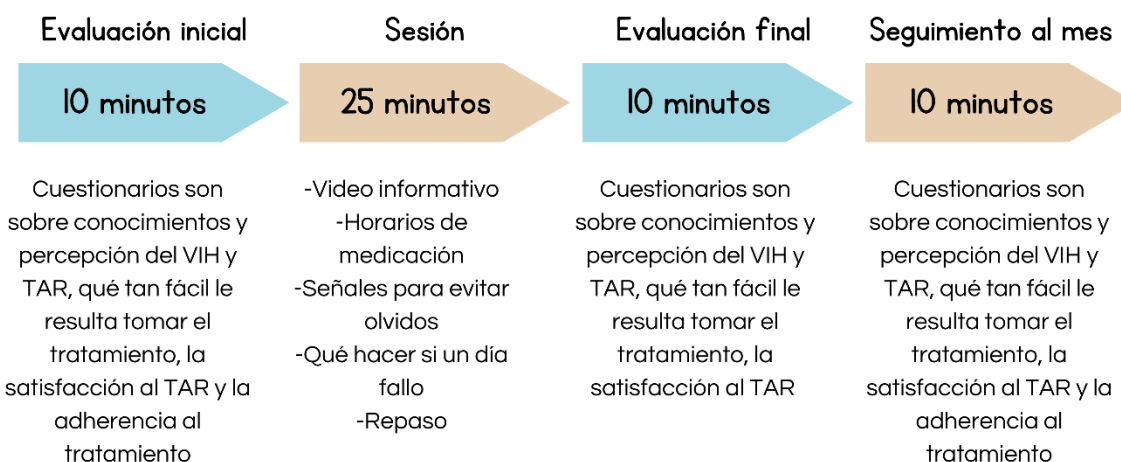 Evaluación inicial
10 minutos
Cuestionarios son
sobre conocimientos y
percepción del VIH y
TAR, qué tan fácil le
resulta tomar el
tratamiento, la
satisfacción al TAR y la
adherencia al
tratamiento
Sesión
25 minutos
-Video informativo
-Horarios de
medicación
-Señales para evitar
olvidos
-Qué hacer si un día
fallo
-Repaso
Evaluación final
10 minutos
Cuestionarios son
sobre conocimientos y
percepción del VIH y
TAR, qué tan fácil le
resulta tomar el
tratamiento, la
satisfacción al TAR
Seguimiento al mes
10 minutos
Cuestionarios son
sobre conocimientos y
percepción del VIH y
TAR, qué tan fácil le
resulta tomar el
tratamiento, la
satisfacción al TAR y la
adherencia al
tratamiento